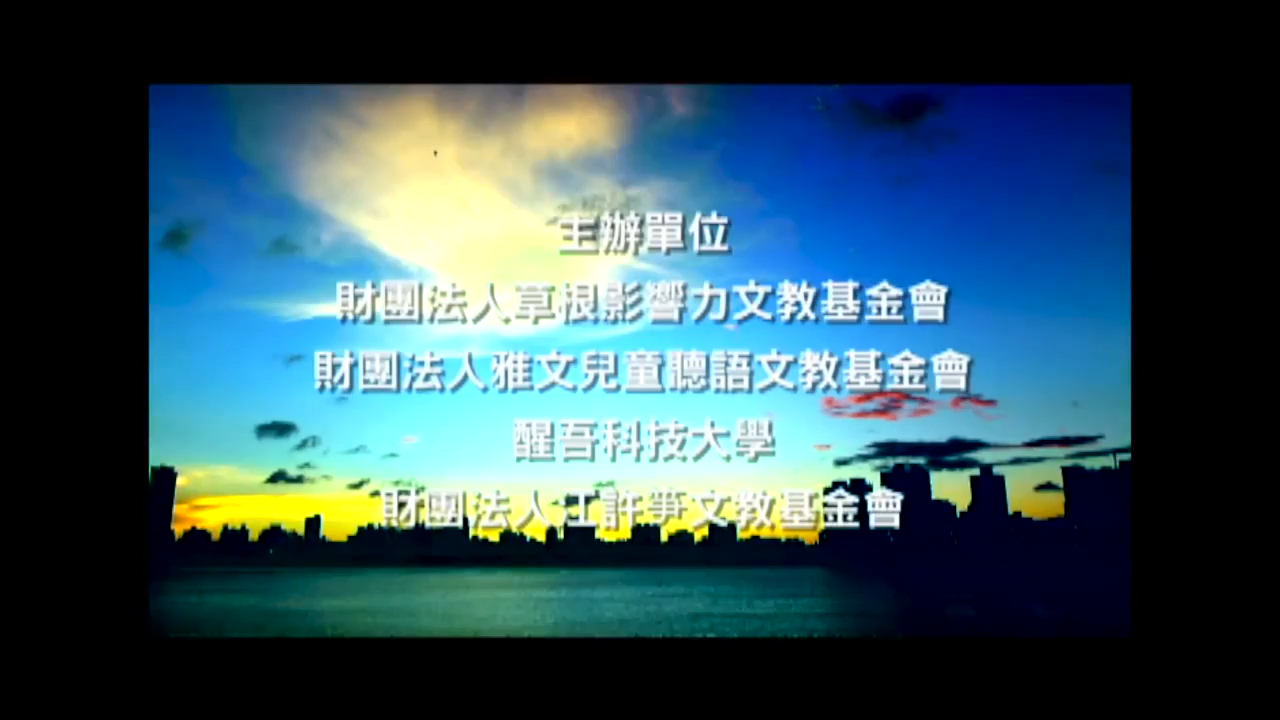 主辦單位
財團法人草根影響力文教基金會
財團法人雅文兒童聽語文教基金會
醒吾科技大學
財團法人江許笋文教基金會